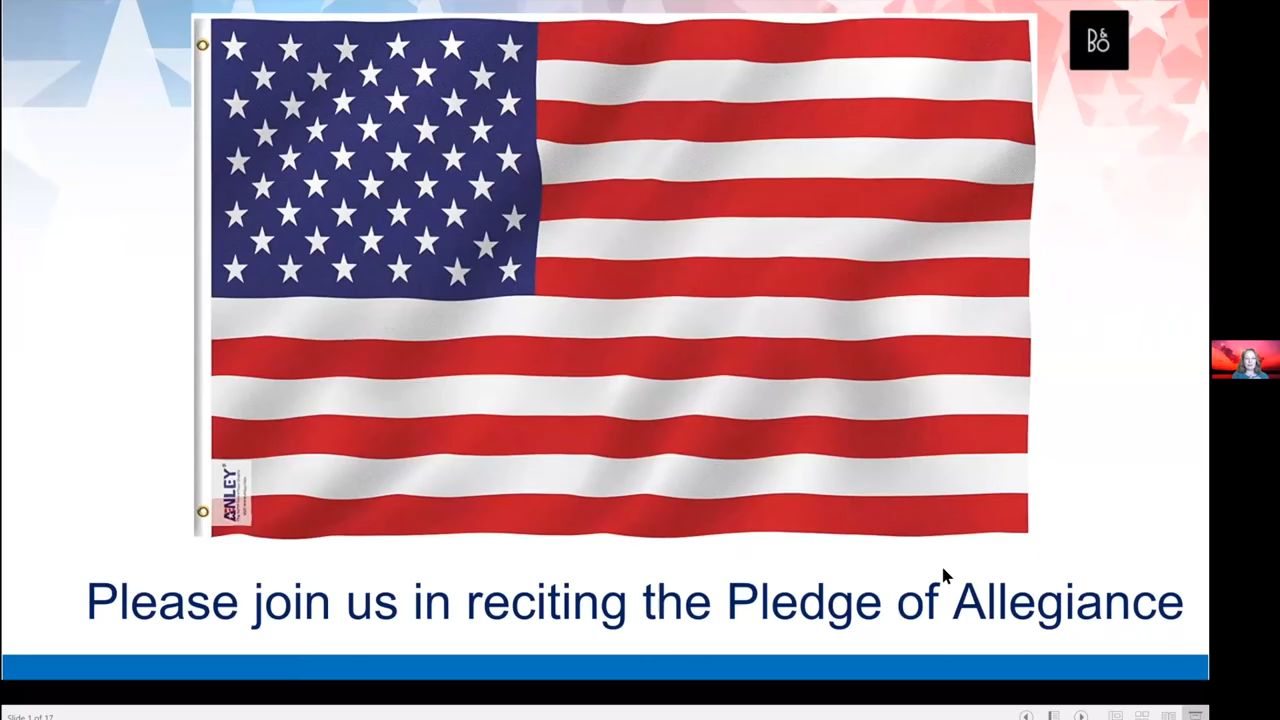 B&O
ANLEY
Please join us in reciting the Pledge of Allegiance
Slide 1 of 17